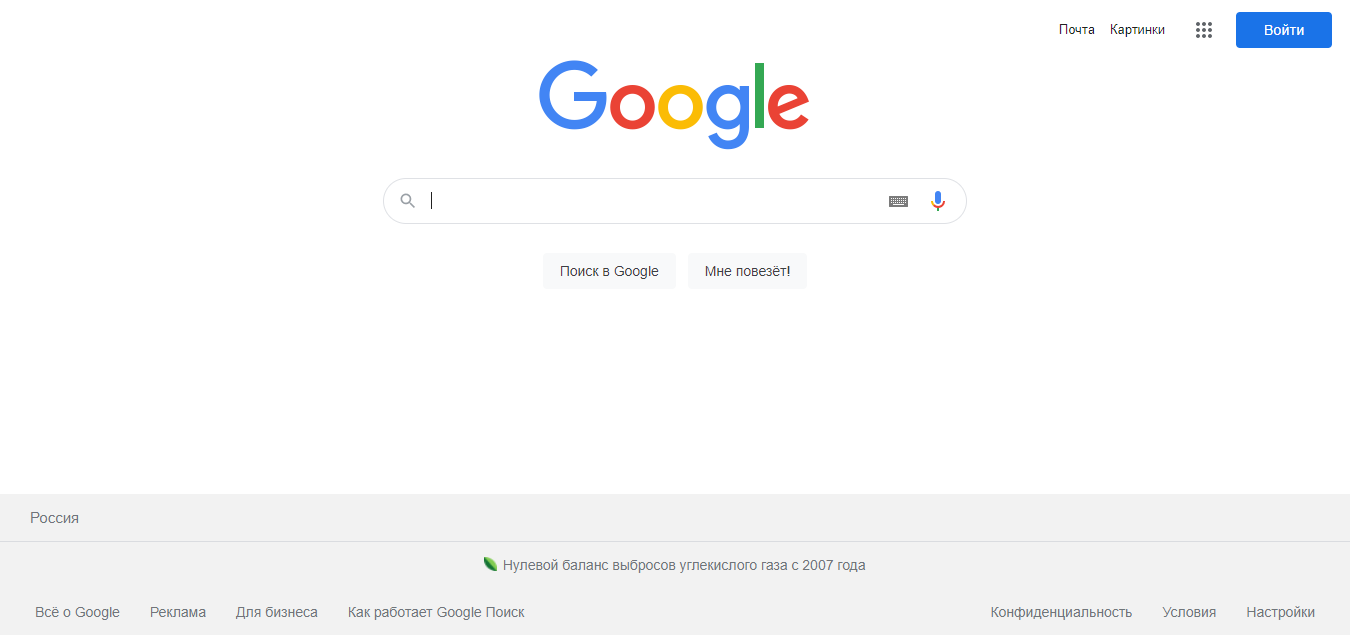 Почта Картинки Войти
Google
Поиск в Google Мне повезёт!
Россия
Нулевой баланс выбросов углекислого газа с 2007 года
Всё о Google Реклама Для бизнеса Как работает Google Поиск Конфиденциальность Условия Настройки